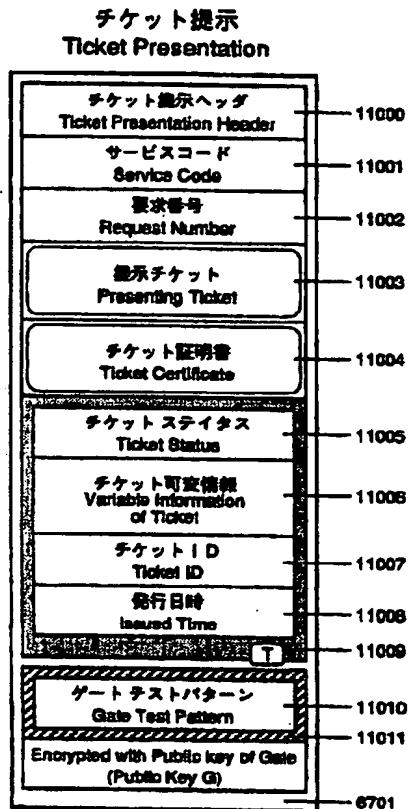 チケット提示
Ticket Presentation
チケット提示ヘッダ
Ticket Presentation Header
11000
サービスコード
Service Code
11001
要求番号
Request Number
11002
提示チケット
Presenting Ticket
11003
チケット証明書
Ticket Certificate
11004
チケット ステイタス
Ticket Status
11005
チケット可変情報
Variable Information
of Ticket
11006
チケットID
Ticket ID
11007
発行日時
Issued Time
11008
T
11009
ゲート テストパターン
Gate Test Pattern
11010
11011
Encrypted with Public key of Gate
(Public Key G)
6701